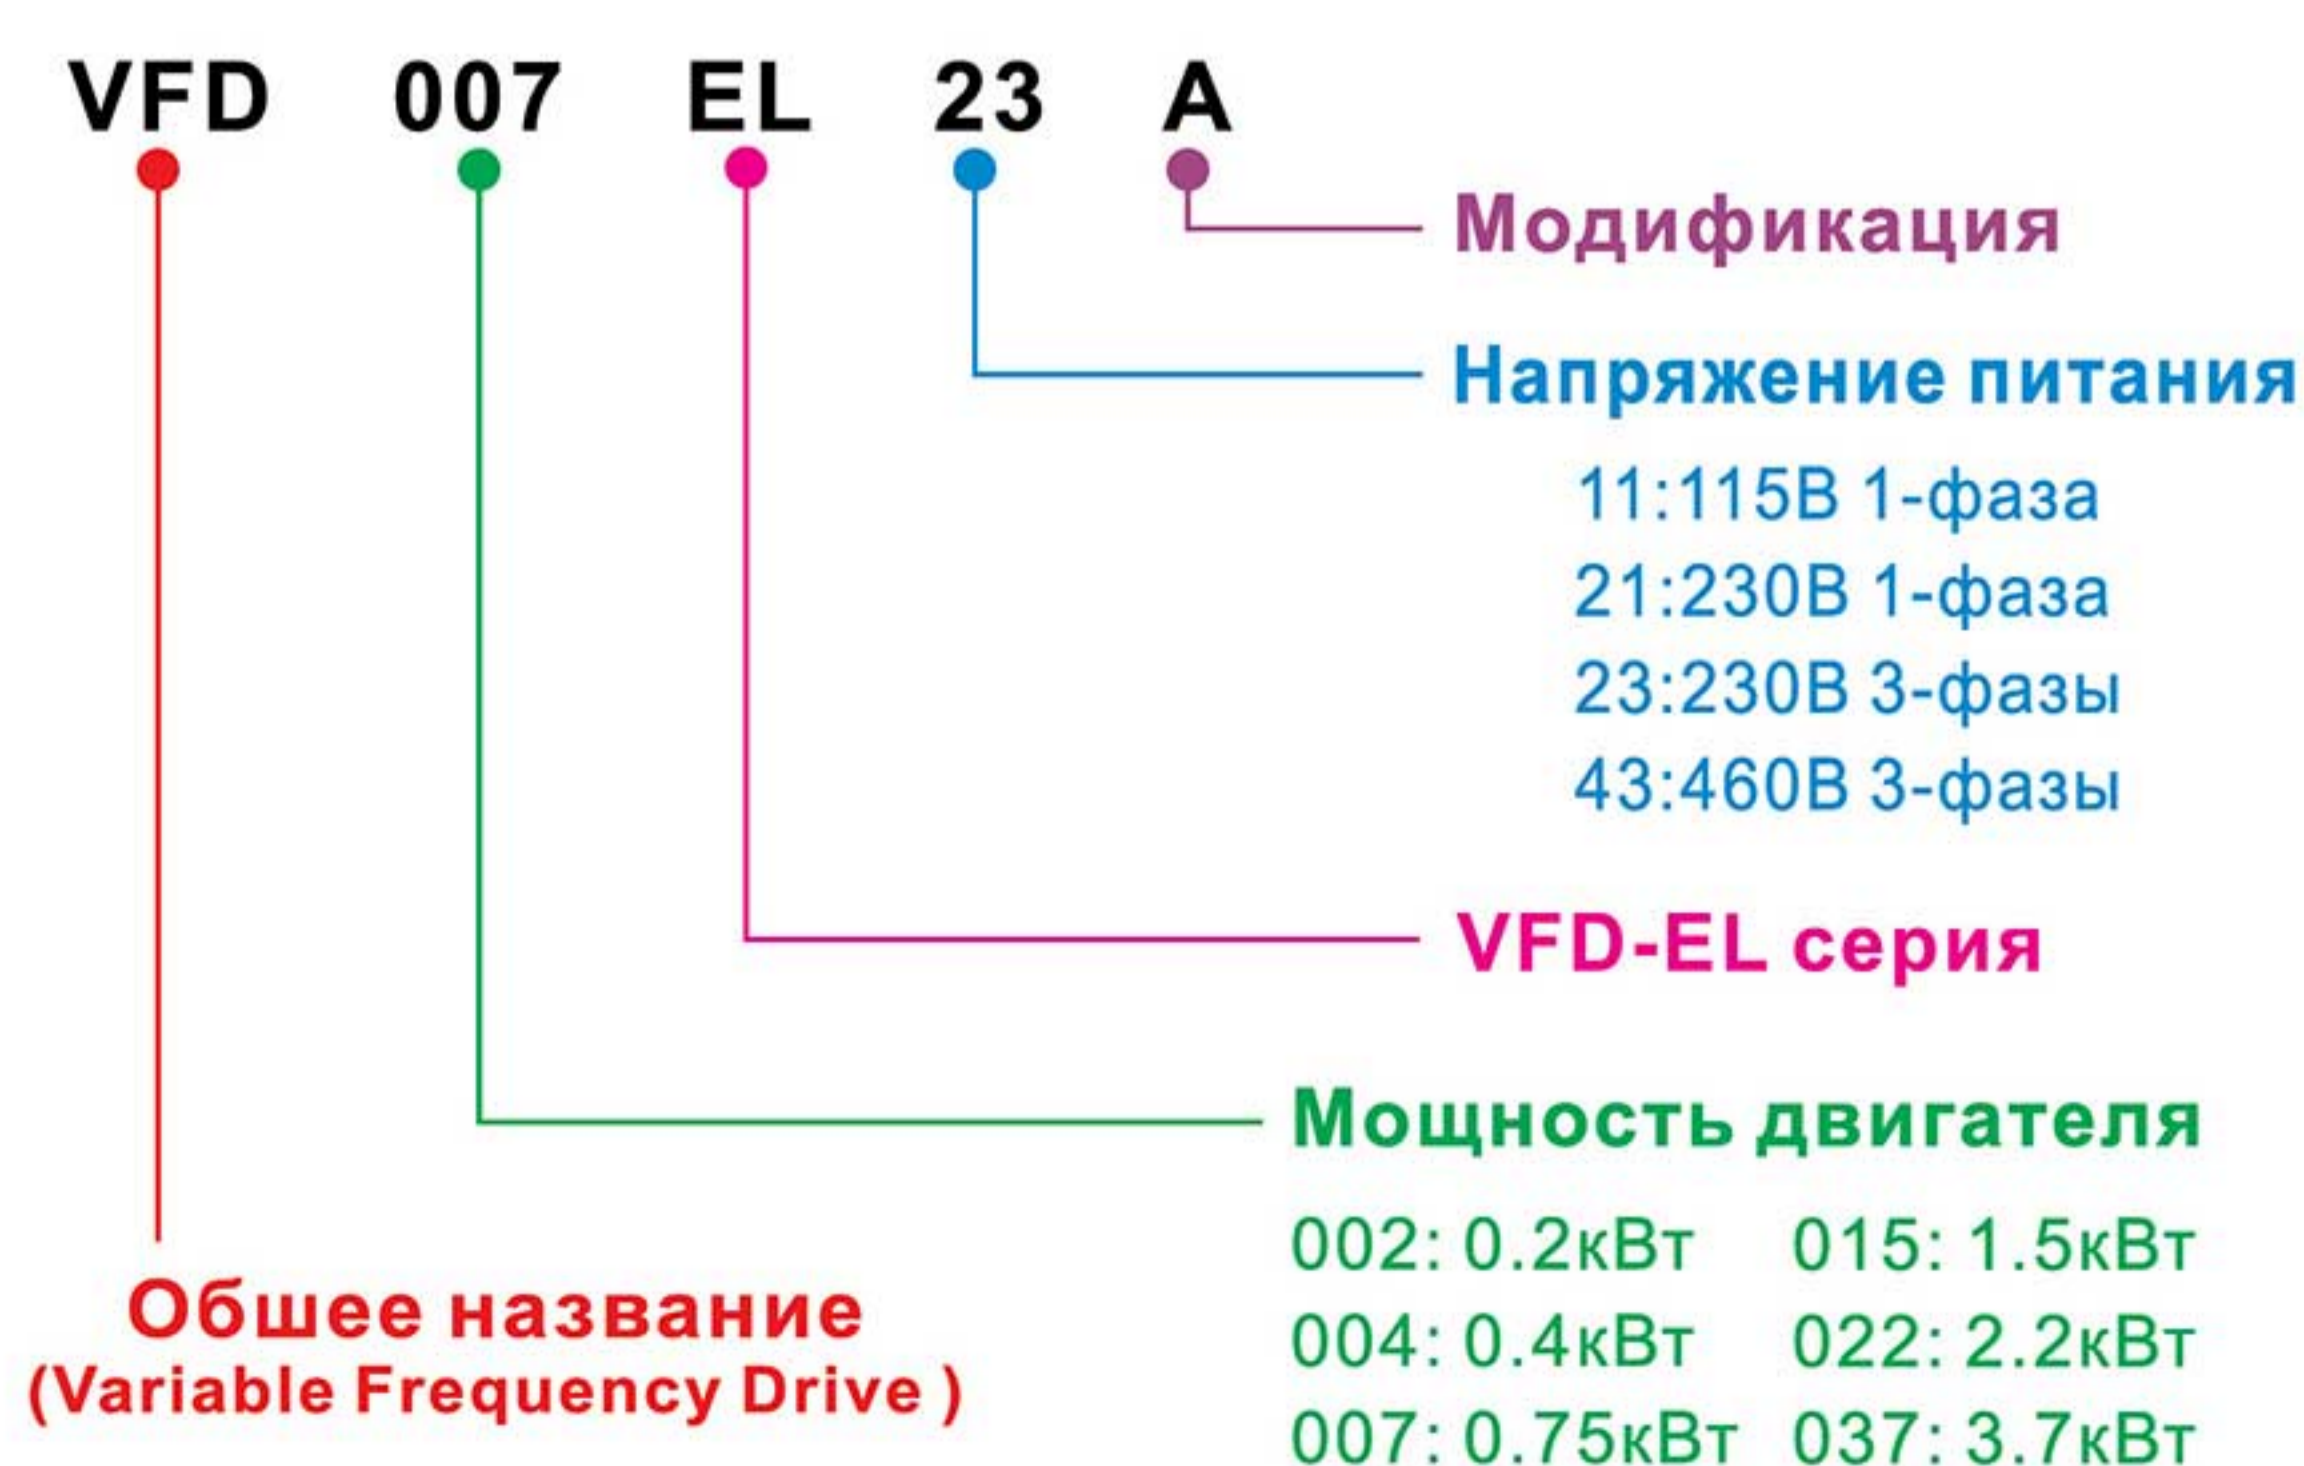 VFD 007 EL 23 A
Модификация
Напряжение питания
11:115В 1-фаза
21:230В 1-фаза
23:230В 3-фазы
43:460В 3-фазы
VFD-EL серия
Мощность двигателя
002: 0.2кВт 015: 1.5кВт
004: 0.4кВт 022: 2.2кВт
007: 0.75кВт 037: 3.7кВт
Обшее название
(Variable Frequency Drive )